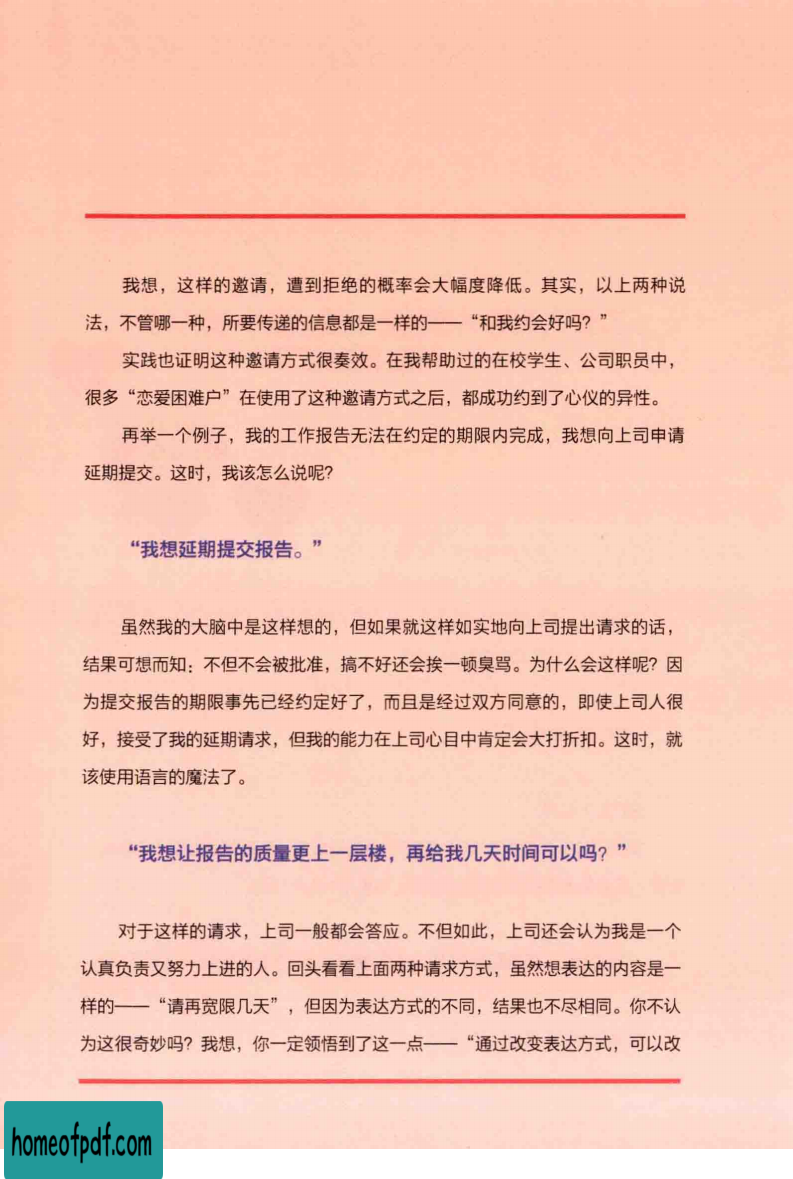 我想，这样的邀请，遭到拒绝的概率会大幅度降低。其实，以上两种说
法，不管哪一种，所要传递的信息都是一样的——“和我约会好吗？”
实践也证明这种邀请方式很奏效。在我帮助过的在校学生、公司职员中，
很多“恋爱困难户”在使用了这种邀请方式之后，都成功约到了心仪的异性。
再举一个例子，我的工作报告无法在约定的期限内完成，我想向上司申请
延期提交。这时，我该怎么说呢？
“我想延期提交报告。”
虽然我的大脑中是这样想的，但如果就这样如实地向上司提出请求的话，
结果可想而知：不但不会被批准，搞不好还会挨一顿臭骂。为什么会这样呢？因
为提交报告的期限事先已经约定好了，而且是经过双方同意的，即使上司人很
好，接受了我的延期请求，但我的能力在上司心目中肯定会大打折扣。这时，就
该使用语言的魔法了。
“我想让报告的质量更上一层楼，再给我几天时间可以吗？”
对于这样的请求，上司一般都会答应。不但如此，上司还会认为我是一个
认真负责又努力上进的人。回头看看上面两种请求方式，虽然想表达的内容是一
样的——“请再宽限几天”，但因为表达方式的不同，结果也不尽相同。你不认
为这很奇妙吗？我想，你一定领悟到了这一点——“通过改变表达方式，可以改
homeofpdf.com